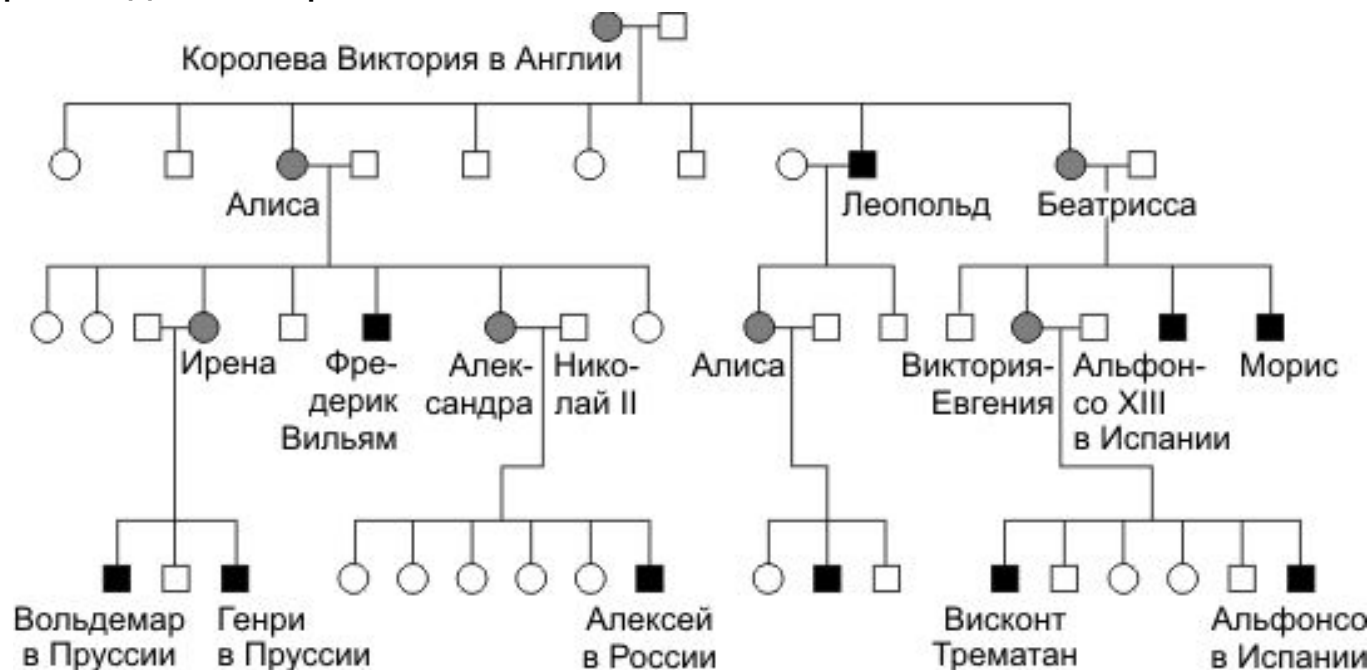 Королева Виктория в Англии
Алиса
Леопольд
Беатрисса
Ирена
Фре-
дерик
Вильям
Алек-
сандра
Нико-
лай II
Алиса
Виктория-
Евгения
Альфон-
со XIII
в Испании
Морис
Вольдемар
в Пруссии
Генри
в Пруссии
Алексей
в России
Висконт
Трематан
Альфонсо
в Испании